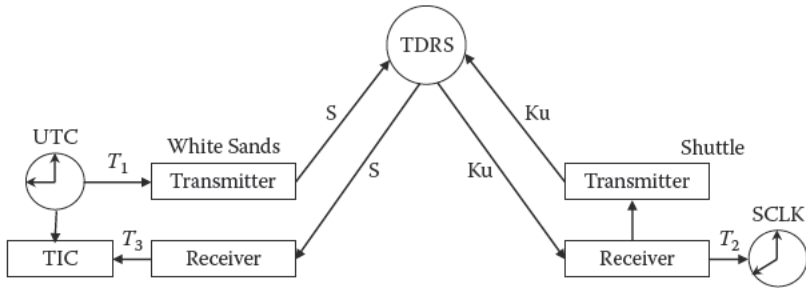 TDRS
S
Ku
UTC
White Sands
Shuttle
T1
Transmitter
S
Ku
Transmitter
SCLK
TIC
T3
Receiver
Receiver
T2